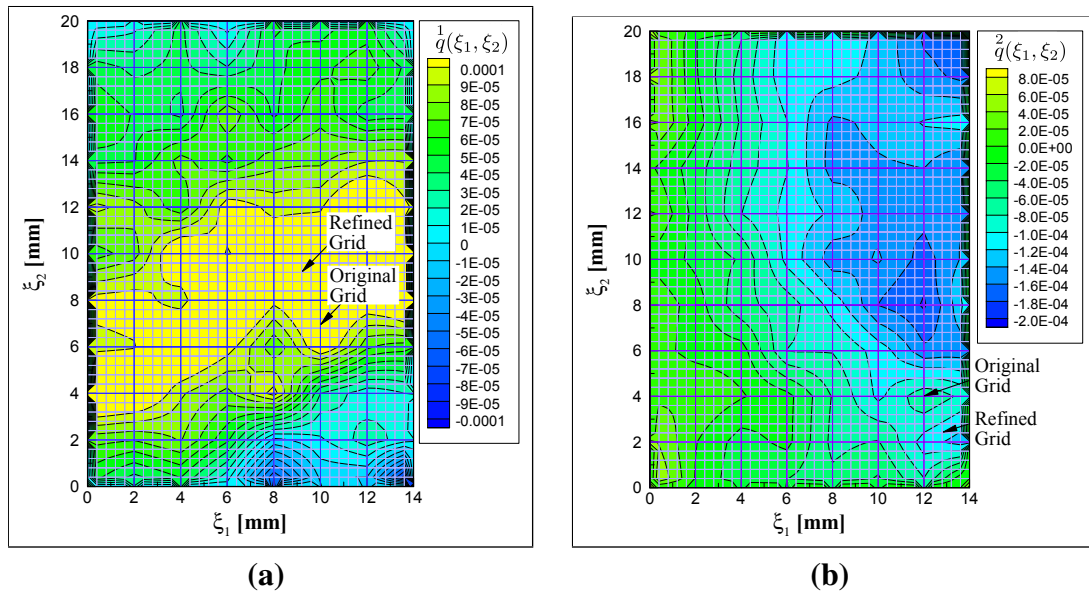 (a)
20
18
16
14
12
10
8
6
4
2
0
ξ₂ [mm]
0 2 4 6 8 10 12 14
ξ₁ [mm]
Refined
Grid
Original
Grid
¹q(ξ₁, ξ₂)
0.0001
9E-05
8E-05
7E-05
6E-05
5E-05
4E-05
3E-05
2E-05
1E-05
0
-1E-05
-2E-05
-3E-05
-4E-05
-5E-05
-6E-05
-7E-05
-8E-05
-9E-05
-0.0001
(b)
20
18
16
14
12
10
8
6
4
2
0
ξ₂ [mm]
0 2 4 6 8 10 12 14
ξ₁ [mm]
²q(ξ₁, ξ₂)
8.0E-05
6.0E-05
4.0E-05
2.0E-05
0.0E+00
-2.0E-05
-4.0E-05
-6.0E-05
-8.0E-05
-1.0E-04
-1.2E-04
-1.4E-04
-1.6E-04
-1.8E-04
-2.0E-04
Original
Grid
Refined
Grid
(a)
(b)